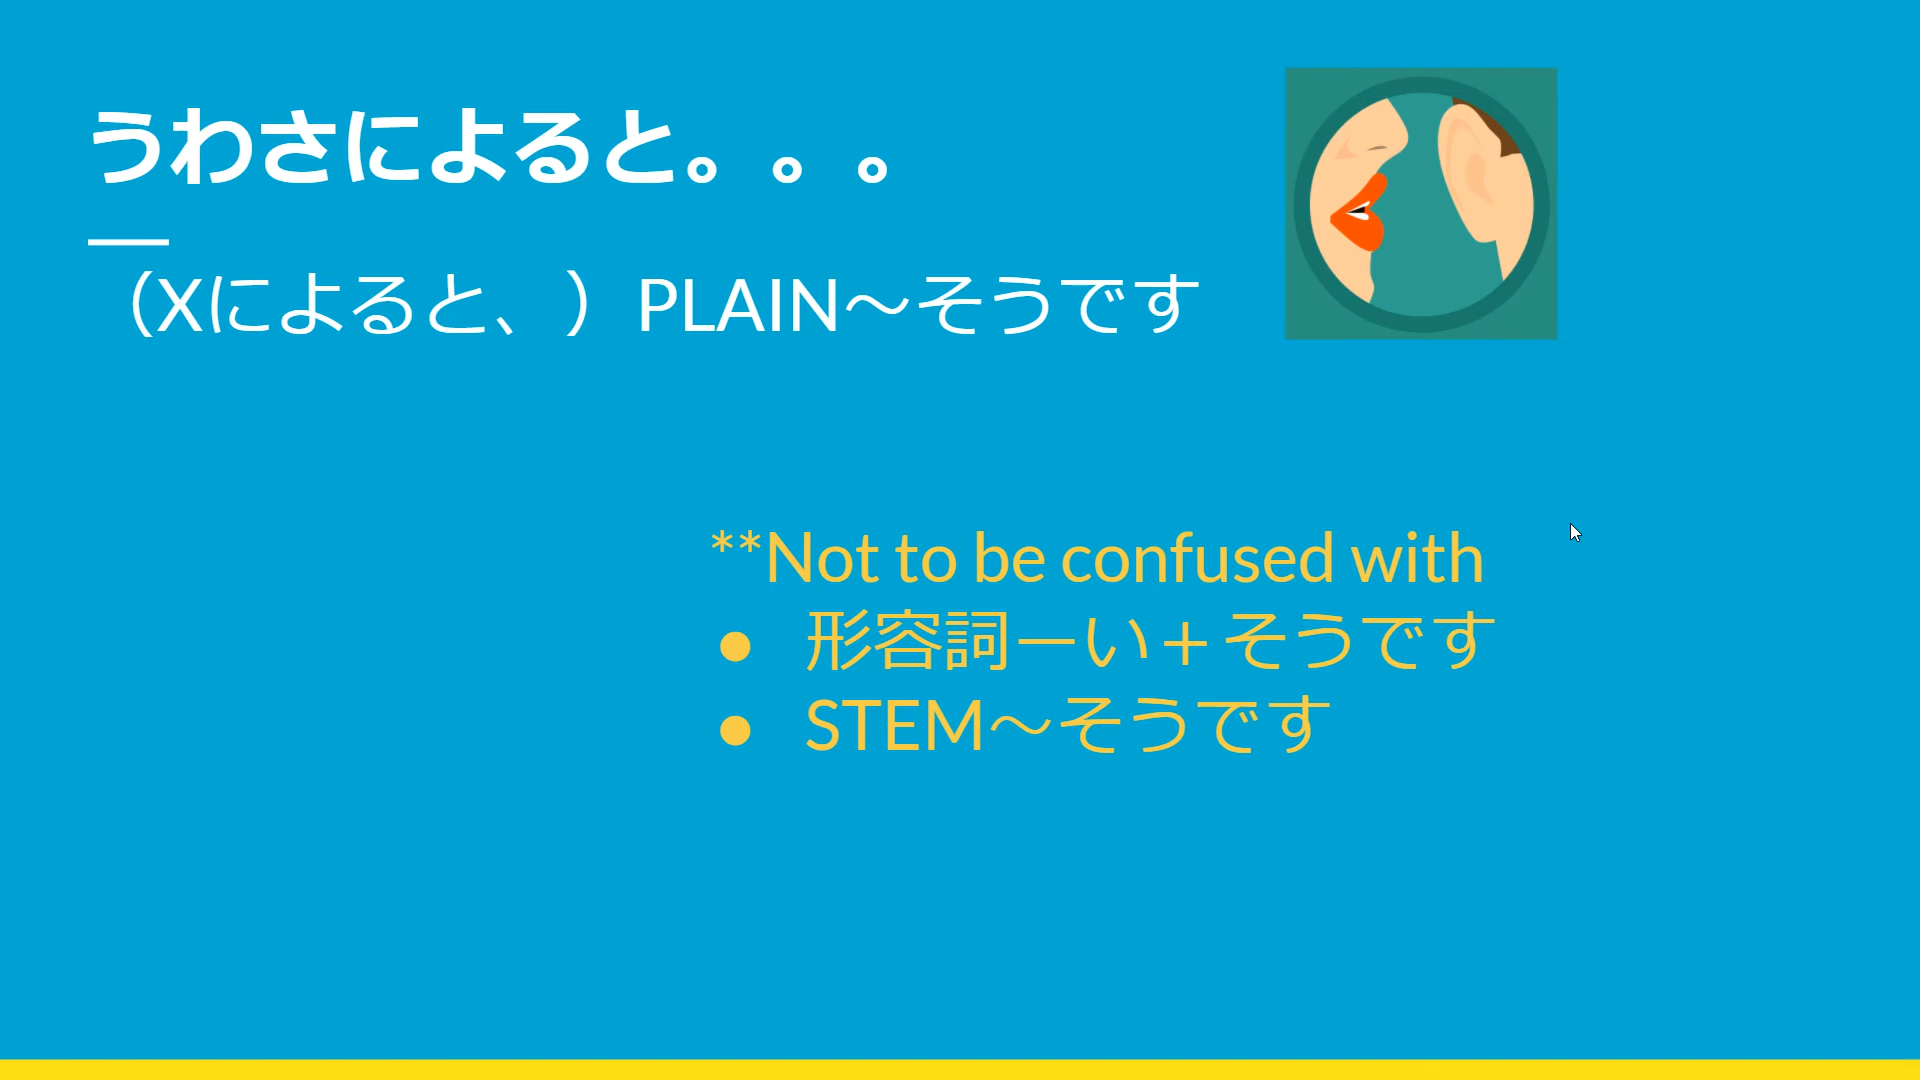 うわさによると。。。
（Xによると、）PLAIN〜そうです
**Not to be confused with
● 形容詞ーい＋そうです
● STEM〜そうです